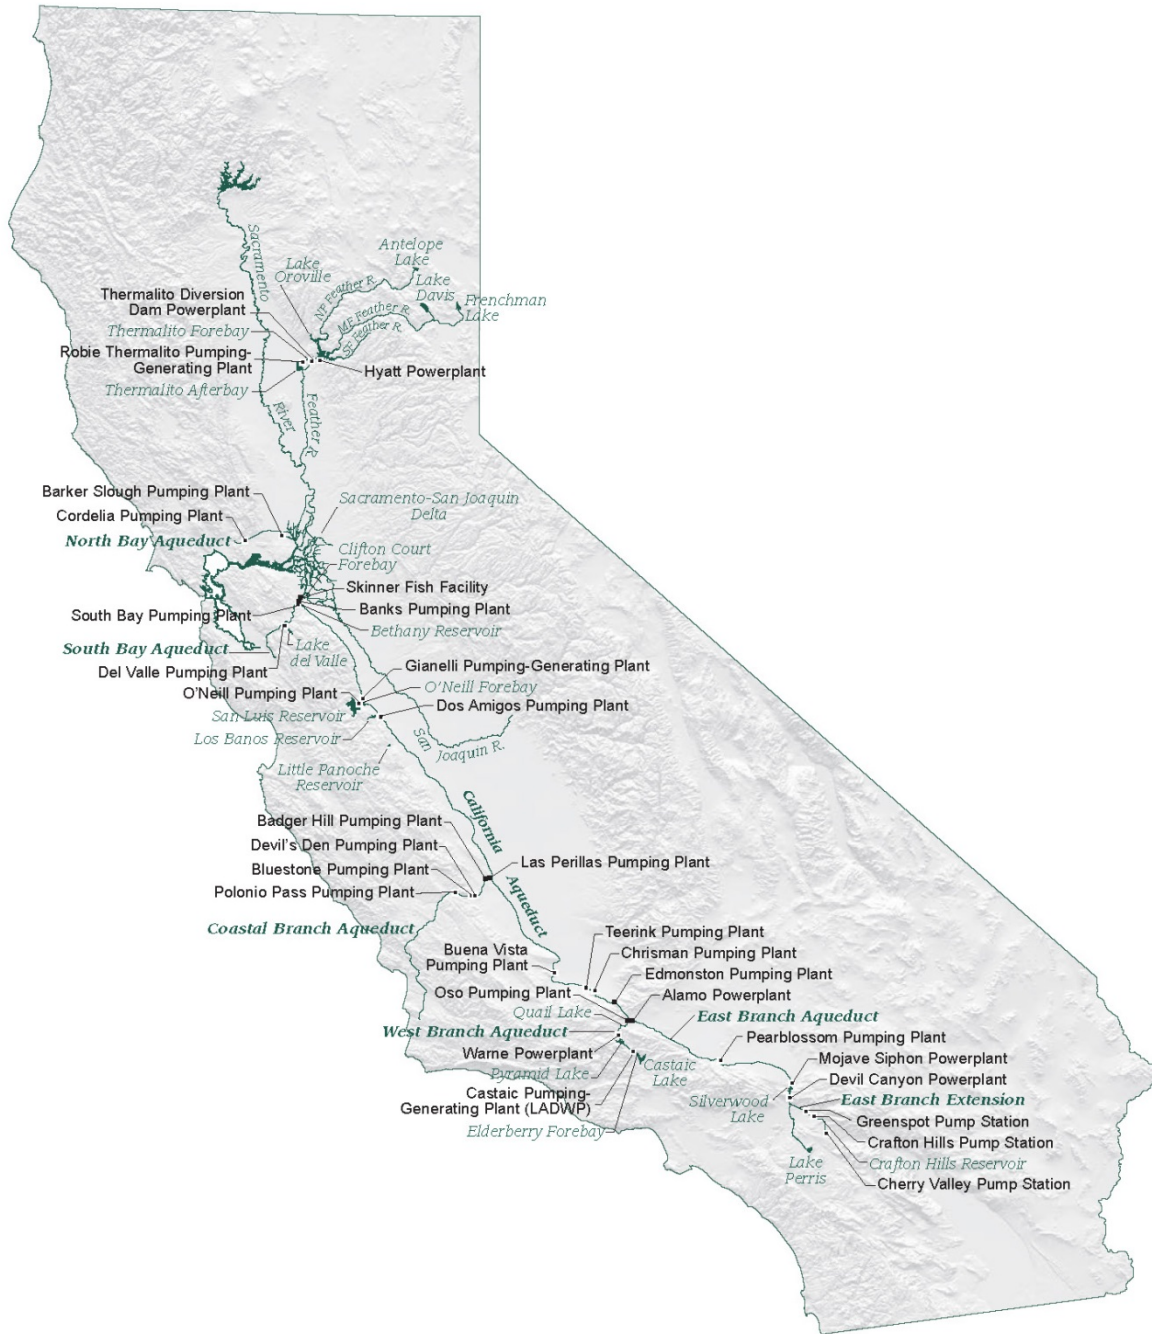 Antelope
Lake
Lake
Oroville
Lake
Davis
Frenchman
Lake
Sacramento
NF Feather R.
MF Feather R.
SF Feather R.
Thermalito Diversion
Dam Powerplant
Thermalito Forebay
Robie Thermalito Pumping-
Generating Plant
Hyatt Powerplant
Thermalito Afterbay
River
Feather R.
Barker Slough Pumping Plant
Sacramento-San Joaquin
Delta
Cordelia Pumping Plant
North Bay Aqueduct
Clifton Court
Forebay
Skinner Fish Facility
Banks Pumping Plant
South Bay Pumping Plant
Bethany Reservoir
South Bay Aqueduct
Lake
del Valle
Del Valle Pumping Plant
Gianelli Pumping-Generating Plant
O'Neill Pumping Plant
O'Neill Forebay
San Luis Reservoir
Dos Amigos Pumping Plant
Los Banos Reservoir
San
Joaquin R.
Little Panoche
Reservoir
California
Badger Hill Pumping Plant
Devil's Den Pumping Plant
Las Perillas Pumping Plant
Bluestone Pumping Plant
Polonio Pass Pumping Plant
Aqueduct
Coastal Branch Aqueduct
Teerink Pumping Plant
Buena Vista
Pumping Plant
Chrisman Pumping Plant
Edmonston Pumping Plant
Oso Pumping Plant
Alamo Powerplant
Quail Lake
East Branch Aqueduct
West Branch Aqueduct
Pearblossom Pumping Plant
Warne Powerplant
Mojave Siphon Powerplant
Pyramid Lake
Castaic
Lake
Devil Canyon Powerplant
Castaic Pumping-
Generating Plant (LADWP)
Silverwood
Lake
East Branch Extension
Greenspot Pump Station
Elderberry Forebay
Crafton Hills Pump Station
Lake
Perris
Crafton Hills Reservoir
Cherry Valley Pump Station